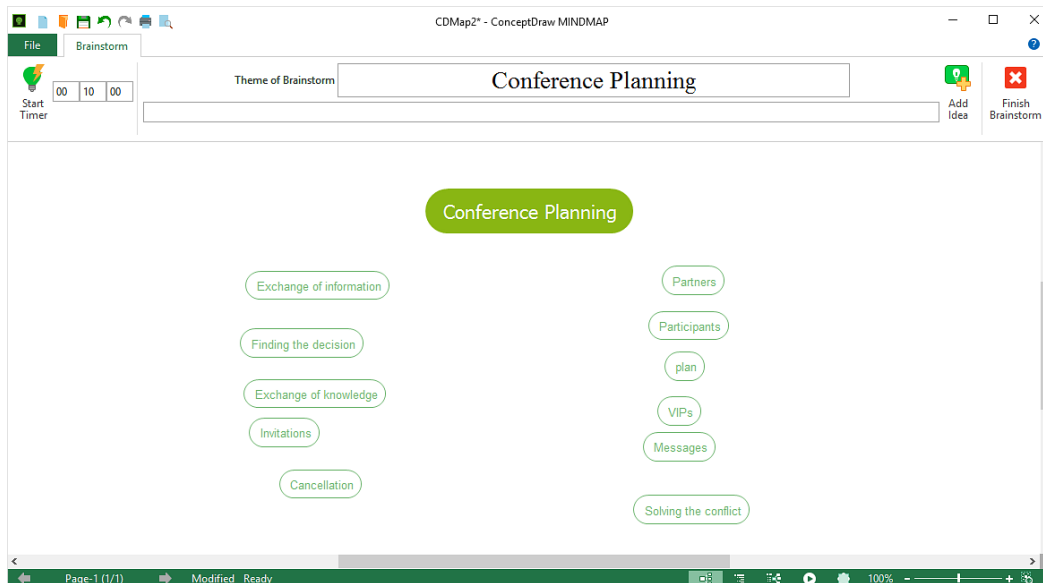 CDMap2* - ConceptDraw MINDMAP
File
Brainstorm
?
Start
Timer
00 10 00
Theme of Brainstorm
Conference Planning
Add
Idea
Finish
Brainstorm
Conference Planning
Exchange of information
Partners
Finding the decision
Participants
plan
Exchange of knowledge
VIPs
Invitations
Messages
Cancellation
Solving the conflict
Page-1 (1/1)
Modified Ready
100%